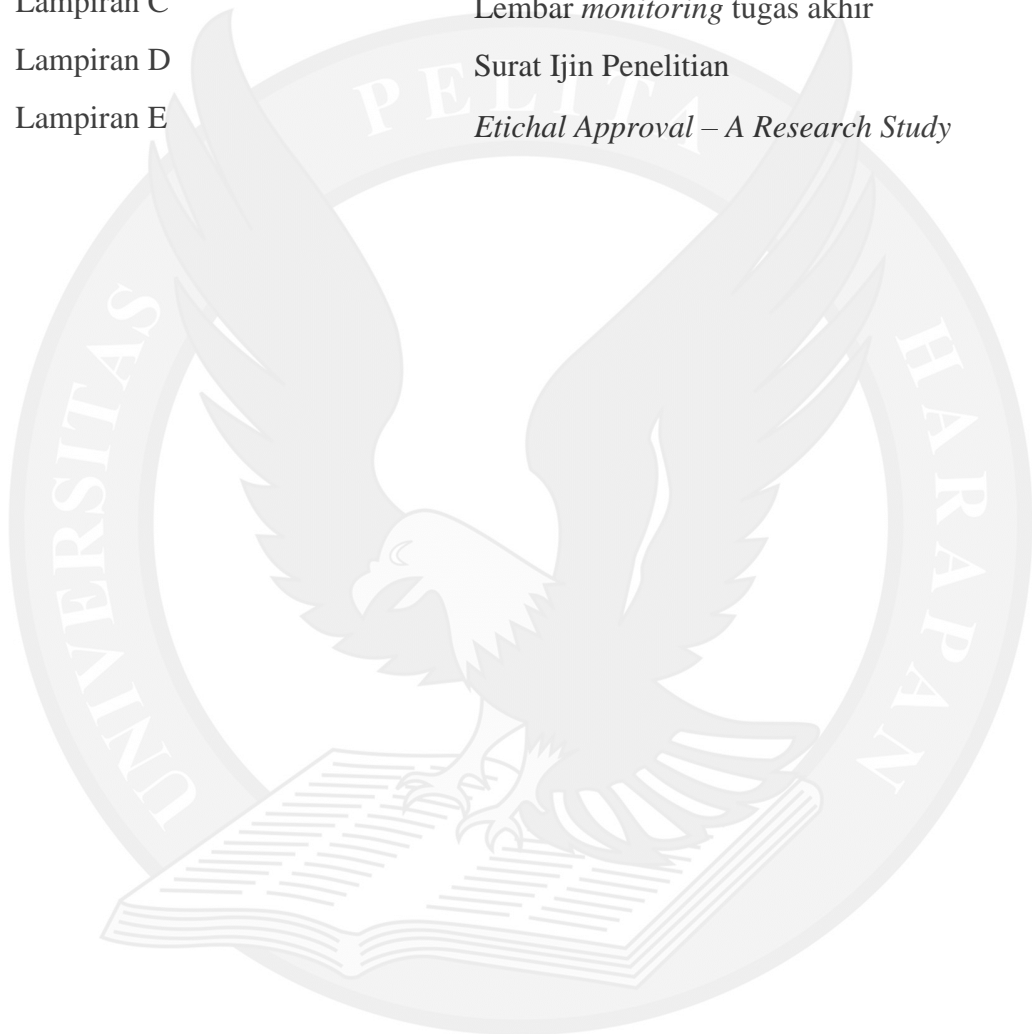 Lampiran C Lembar monitoring tugas akhir
Lampiran D Surat Ijin Penelitian
Lampiran E Etichal Approval – A Research Study
UNIVERSITAS PELITA HARAPAN